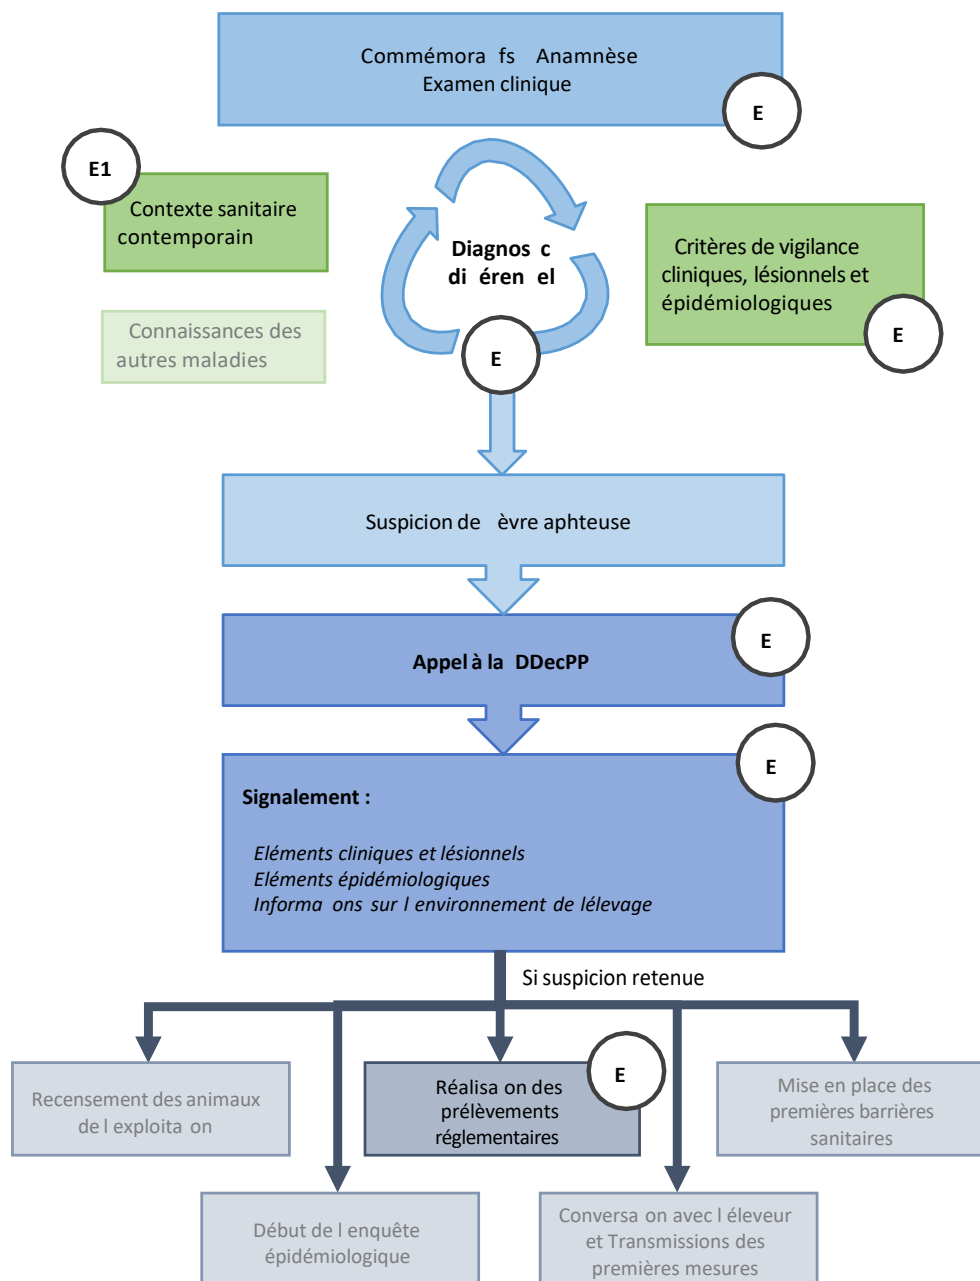 Commémora fs Anamnèse
Examen clinique
E
E1
Contexte sanitaire
contemporain
Diagnos c
di éren el
Critères de vigilance
cliniques, lésionnels et
épidémiologiques
E
Connaissances des
autres maladies
E
Suspicion de èvre aphteuse
E
Appel à la DDecPP
E
Signalement :
Eléments cliniques et lésionnels
Eléments épidémiologiques
Informa ons sur l environnement de lélevage
Si suspicion retenue
Recensement des animaux
de l exploita on
E
Réalisa on des
prélèvements
réglementaires
Mise en place des
premières barrières
sanitaires
Début de l enquête
épidémiologique
Conversa on avec l éleveur
et Transmissions des
premières mesures